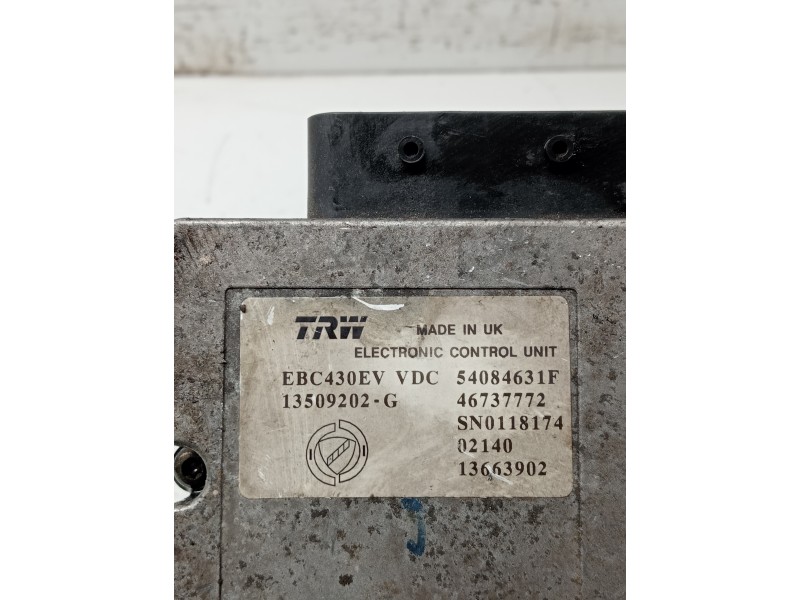 TRW MADE IN UK
ELECTRONIC CONTROL UNIT
EBC430EV VDC 54084631F
13509202-G 46737772
SN0118174
02140
13663902
J